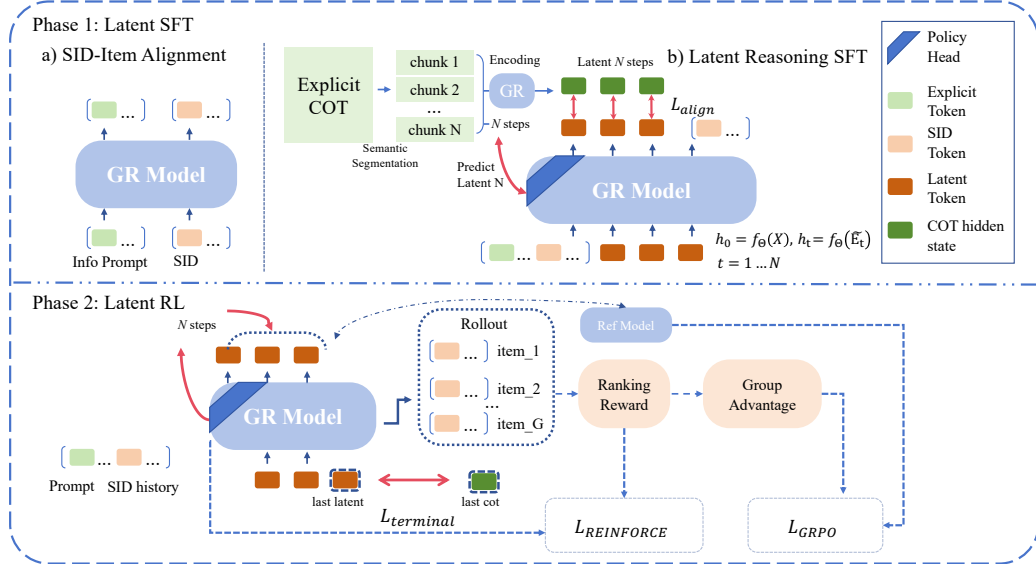 Phase 1: Latent SFT
a) SID-Item Alignment
... ...
GR Model
... ...
Info Prompt SID
Explicit
COT
chunk 1
chunk 2
...
chunk N
Semantic
Segmentation
Encoding
GR
N steps
Predict
Latent N
Latent N steps
b) Latent Reasoning SFT
L_align
...
GR Model
... ...
h_0 = f_Θ(X), h_t = f_Θ(Ẽ_t)
t = 1 … N
Policy
Head
Explicit
Token
SID
Token
Latent
Token
COT hidden
state
Phase 2: Latent RL
N steps
GR Model
... ...
Prompt SID history
last latent
last cot
L_terminal
Rollout
... item_1
... item_2
...
... item_G
Ref Model
Ranking
Reward
Group
Advantage
L_REINFORCE
L_GRPO